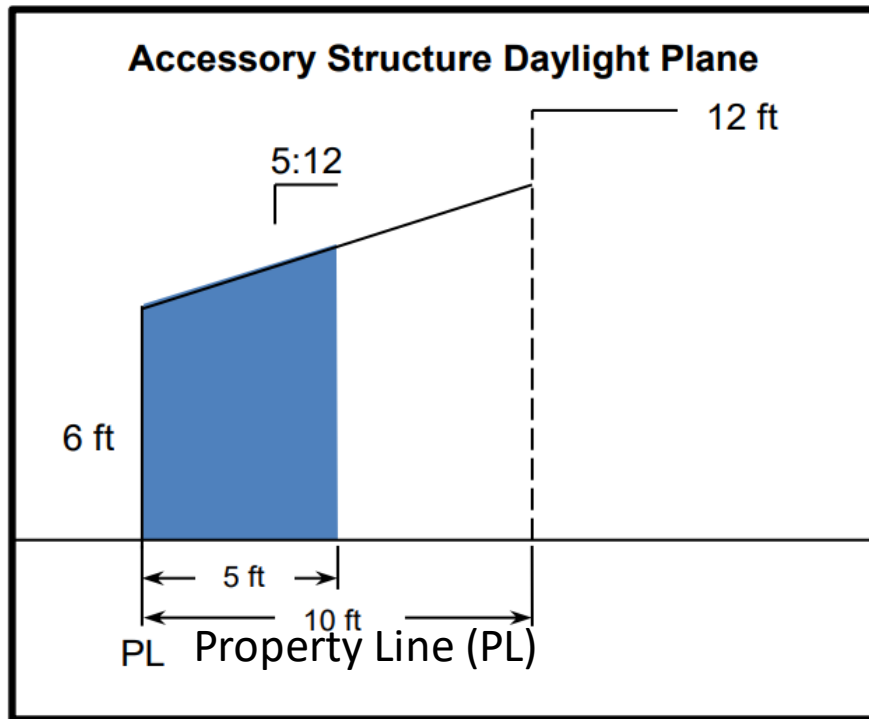 Accessory Structure Daylight Plane
12 ft
5:12
6 ft
5 ft
10 ft
PL
Property Line (PL)